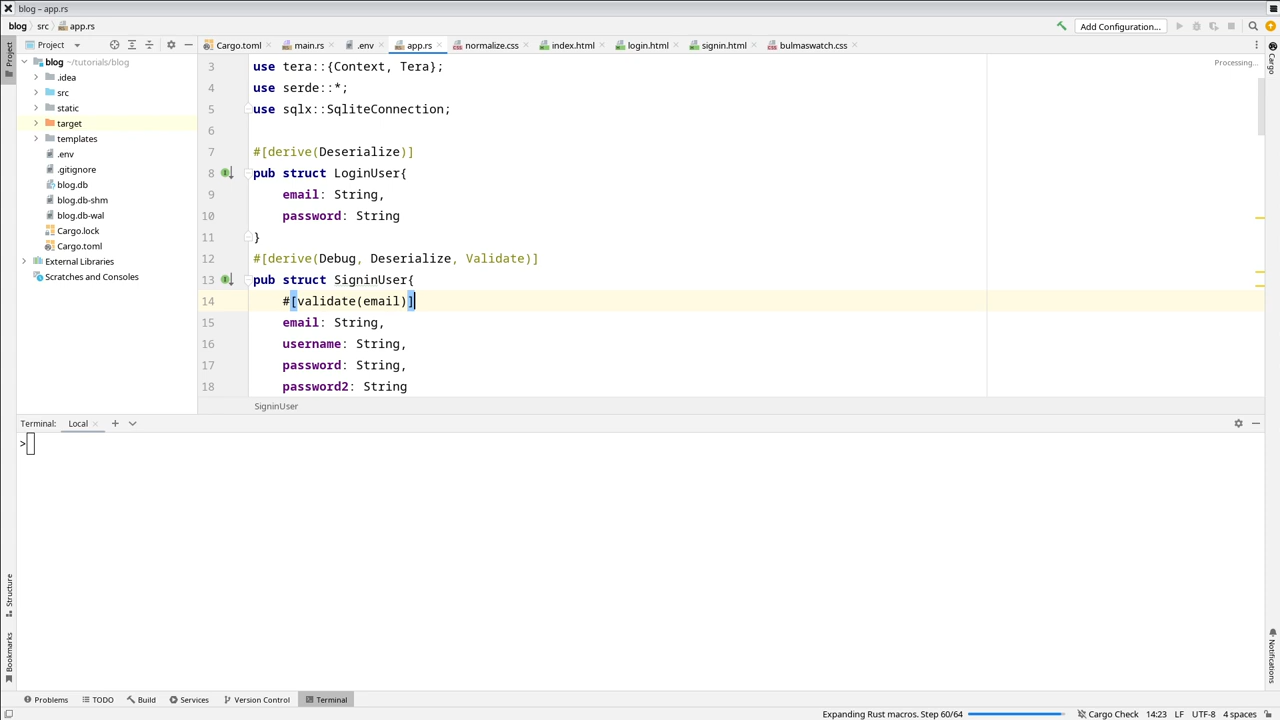 blog – app.rs
blog src app.rs
Add Configuration...
Project
Cargo.toml main.rs .env app.rs normalize.css index.html login.html signin.html bulmaswatch.css
Project
Cargo
blog ~/tutorials/blog
.idea
src
static
target
templates
.env
.gitignore
blog.db
blog.db-shm
blog.db-wal
Cargo.lock
Cargo.toml
External Libraries
Scratches and Consoles
Processing...
3 use tera::{Context, Tera};
4 use serde::*;
5 use sqlx::SqliteConnection;
6
7 #[derive(Deserialize)]
8 pub struct LoginUser{
9 email: String,
10 password: String
11 }
12 #[derive(Debug, Deserialize, Validate)]
13 pub struct SigninUser{
14 #[validate(email)]
15 email: String,
16 username: String,
17 password: String,
18 password2: String
SigninUser
Terminal: Local
>
Structure
Bookmarks
Notifications
Problems TODO Build Services Version Control Terminal
Expanding Rust macros. Step 60/64 Cargo Check 14:23 LF UTF-8 4 spaces